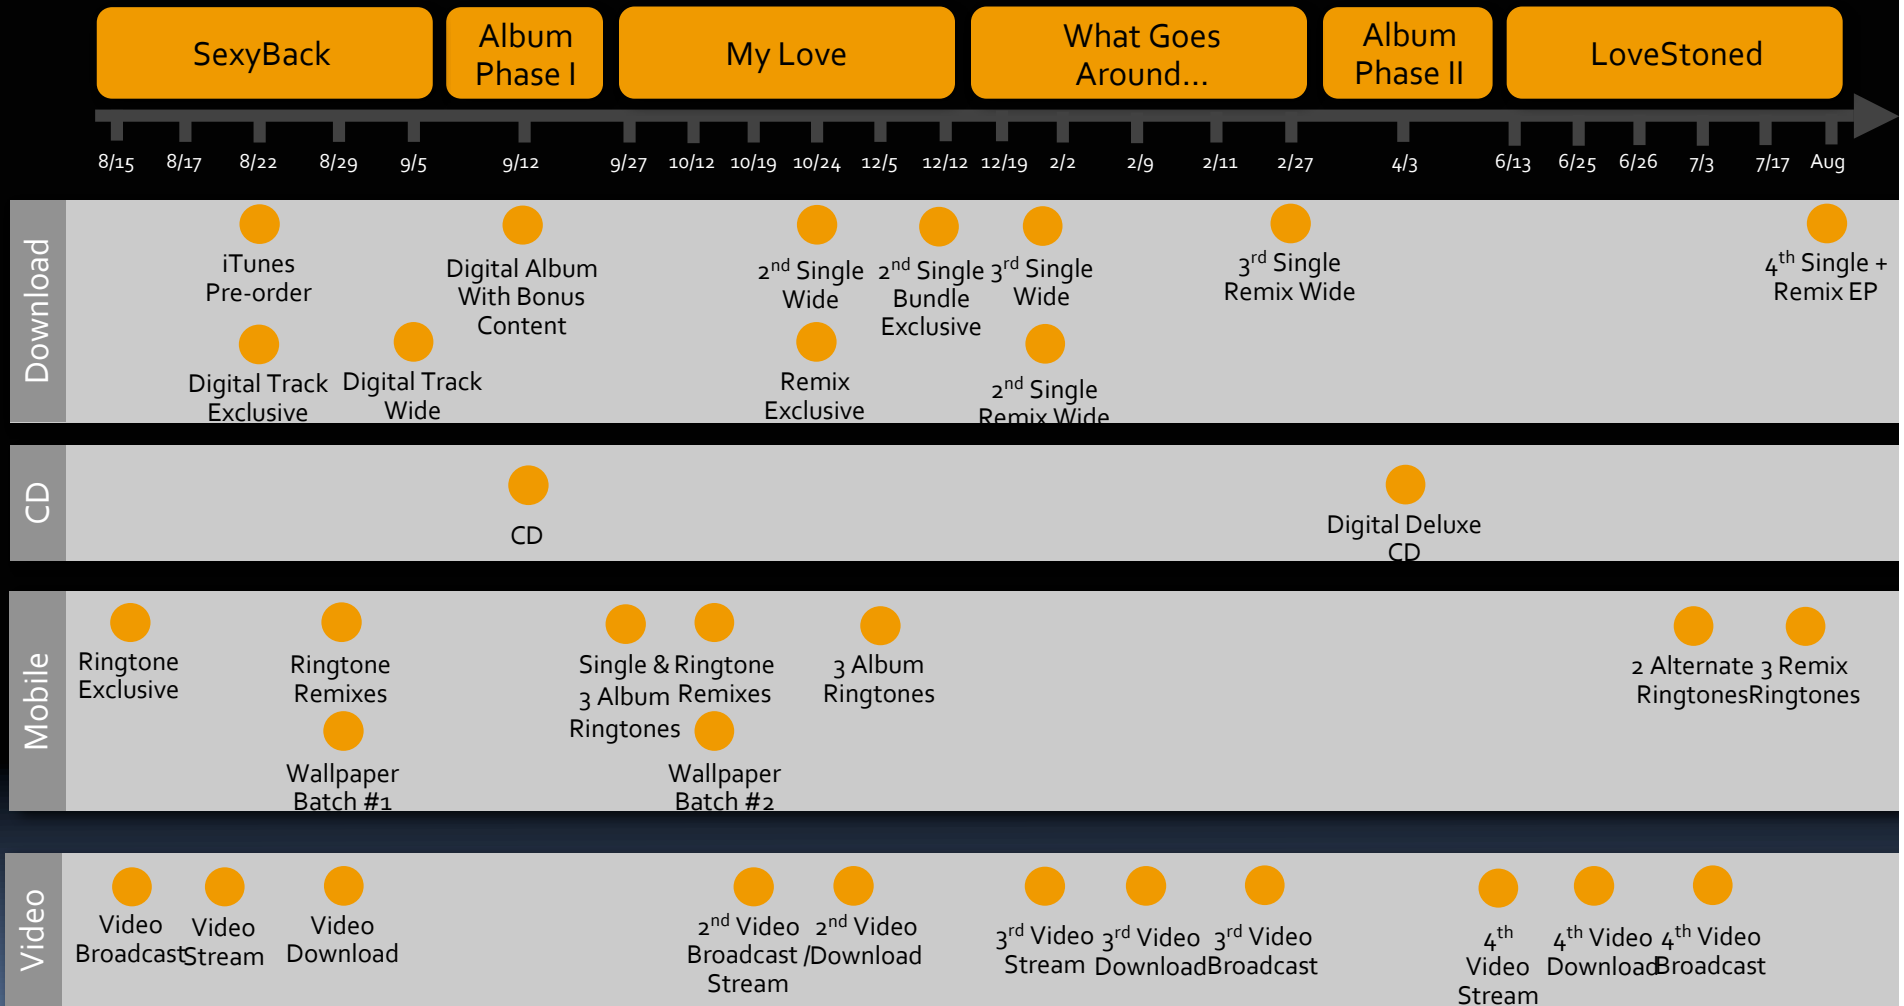 SexyBack
Album
Phase I
My Love
What Goes
Around...
Album
Phase II
LoveStoned
8/15 8/17 8/22 8/29 9/5 9/12 9/27 10/12 10/19 10/24 12/5 12/12 12/19 2/2 2/9 2/11 2/27 4/3 6/13 6/25 6/26 7/3 7/17 Aug
Download
iTunes
Pre-order
Digital Album
With Bonus
Content
2nd Single
Wide
2nd Single
Bundle
Exclusive
3rd Single
Wide
3rd Single
Remix Wide
4th Single +
Remix EP
Digital Track
Exclusive
Digital Track
Wide
Remix
Exclusive
2nd Single
Remix Wide
CD
CD
Digital Deluxe
CD
Mobile
Ringtone
Exclusive
Ringtone
Remixes
Single &
3 Album
Ringtones
Ringtone
Remixes
3 Album
Ringtones
2 Alternate
Ringtones
3 Remix
Ringtones
Wallpaper
Batch #1
Wallpaper
Batch #2
Video
Video
Broadcast
Video
Stream
Video
Download
2nd Video
Broadcast /
Stream
2nd Video
Download
3rd Video
Stream
3rd Video
Download
3rd Video
Broadcast
4th
Video
Stream
4th Video
Download
4th Video
Broadcast